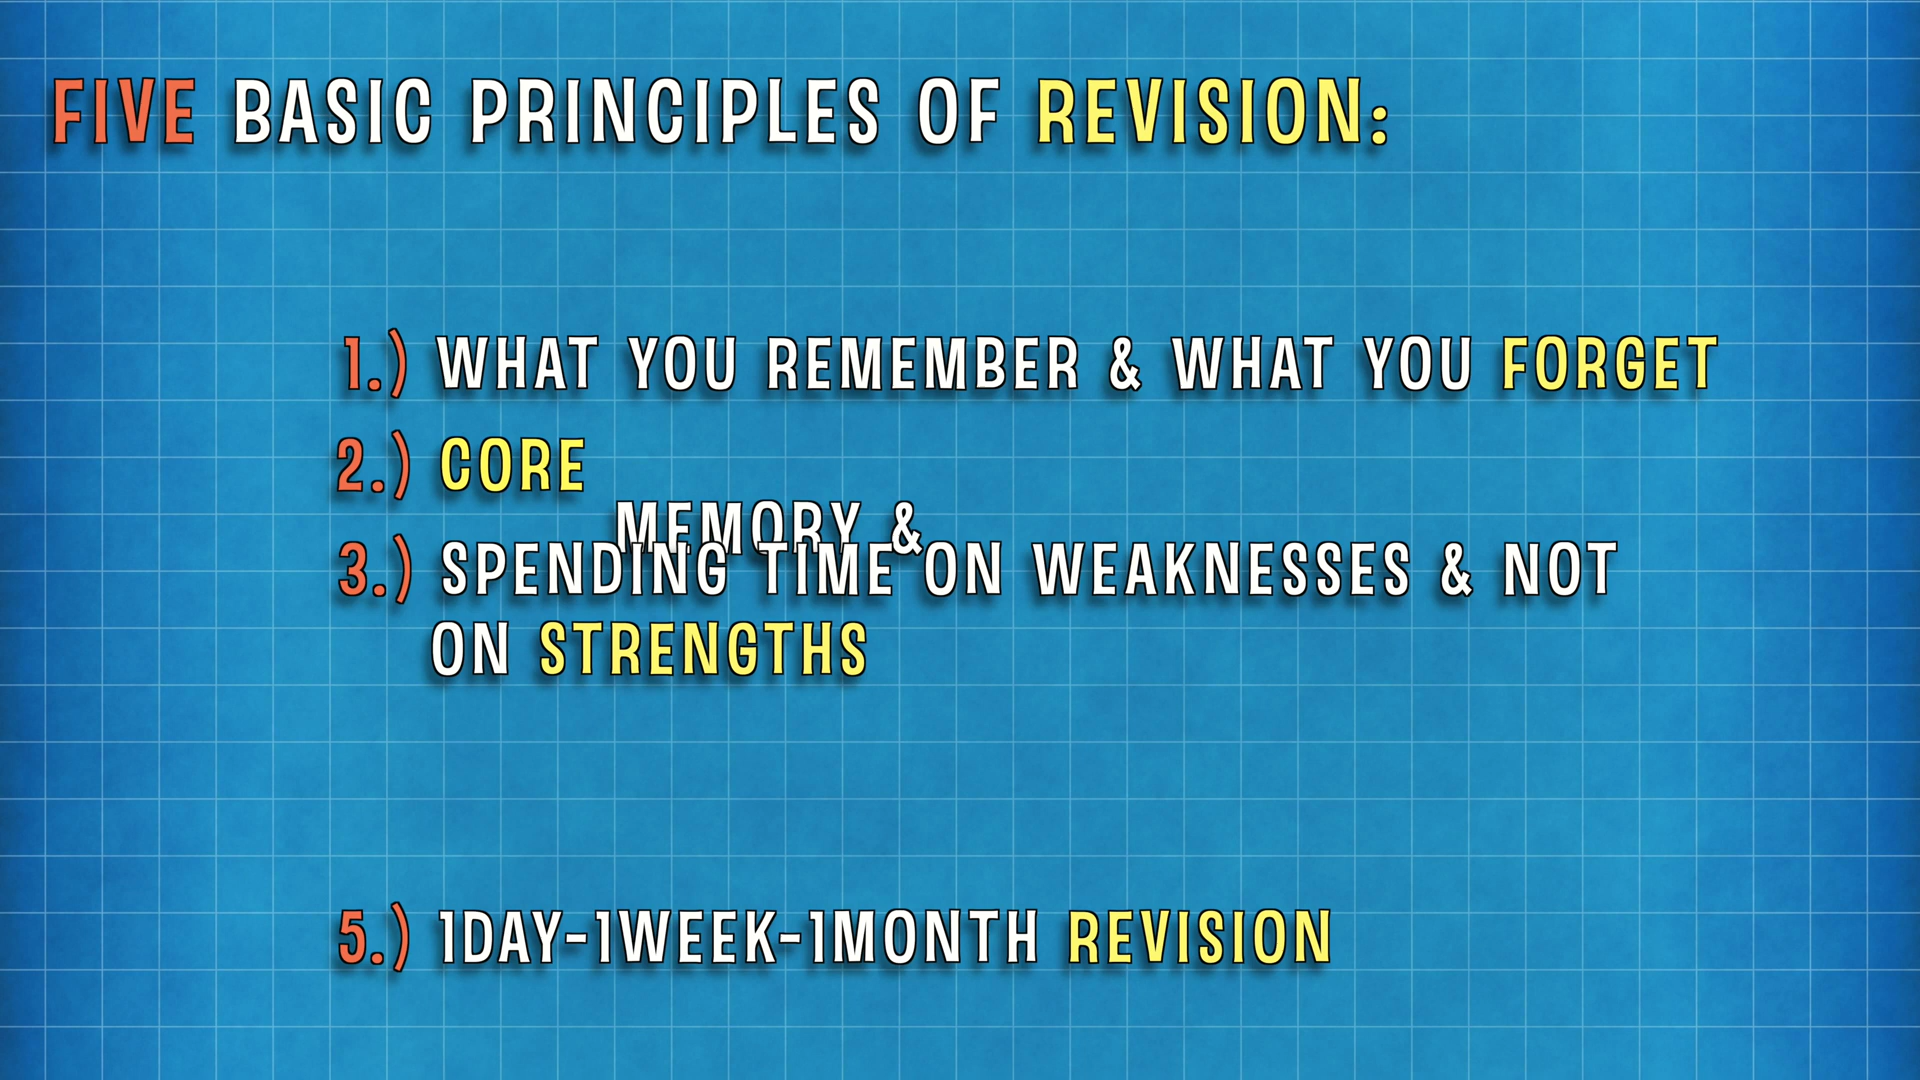 FIVE BASIC PRINCIPLES OF REVISION:
1.) WHAT YOU REMEMBER & WHAT YOU FORGET
2.) CORE
MEMORY &
3.) SPENDING TIME ON WEAKNESSES & NOT
ON STRENGTHS
5.) 1DAY-1WEEK-1MONTH REVISION